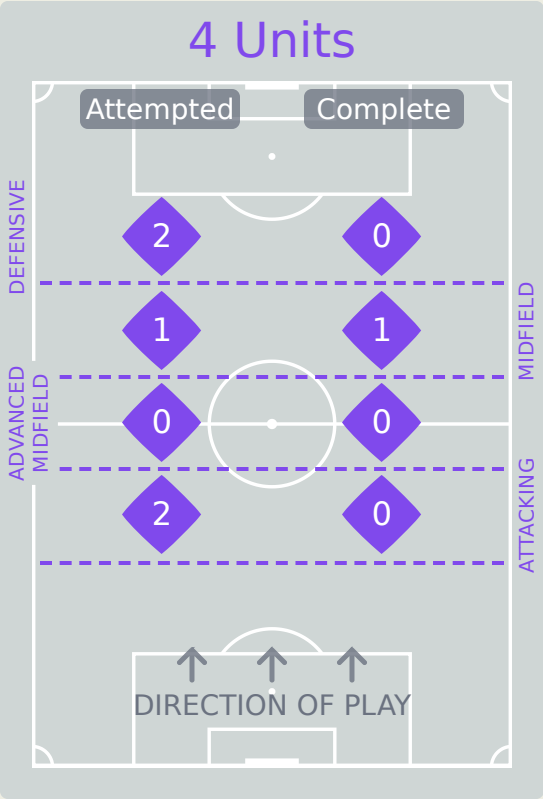 4 Units
Attempted Complete
DEFENSIVE
2 0
MIDFIELD
1 1
ADVANCED
MIDFIELD
0 0
ATTACKING
2 0
DIRECTION OF PLAY